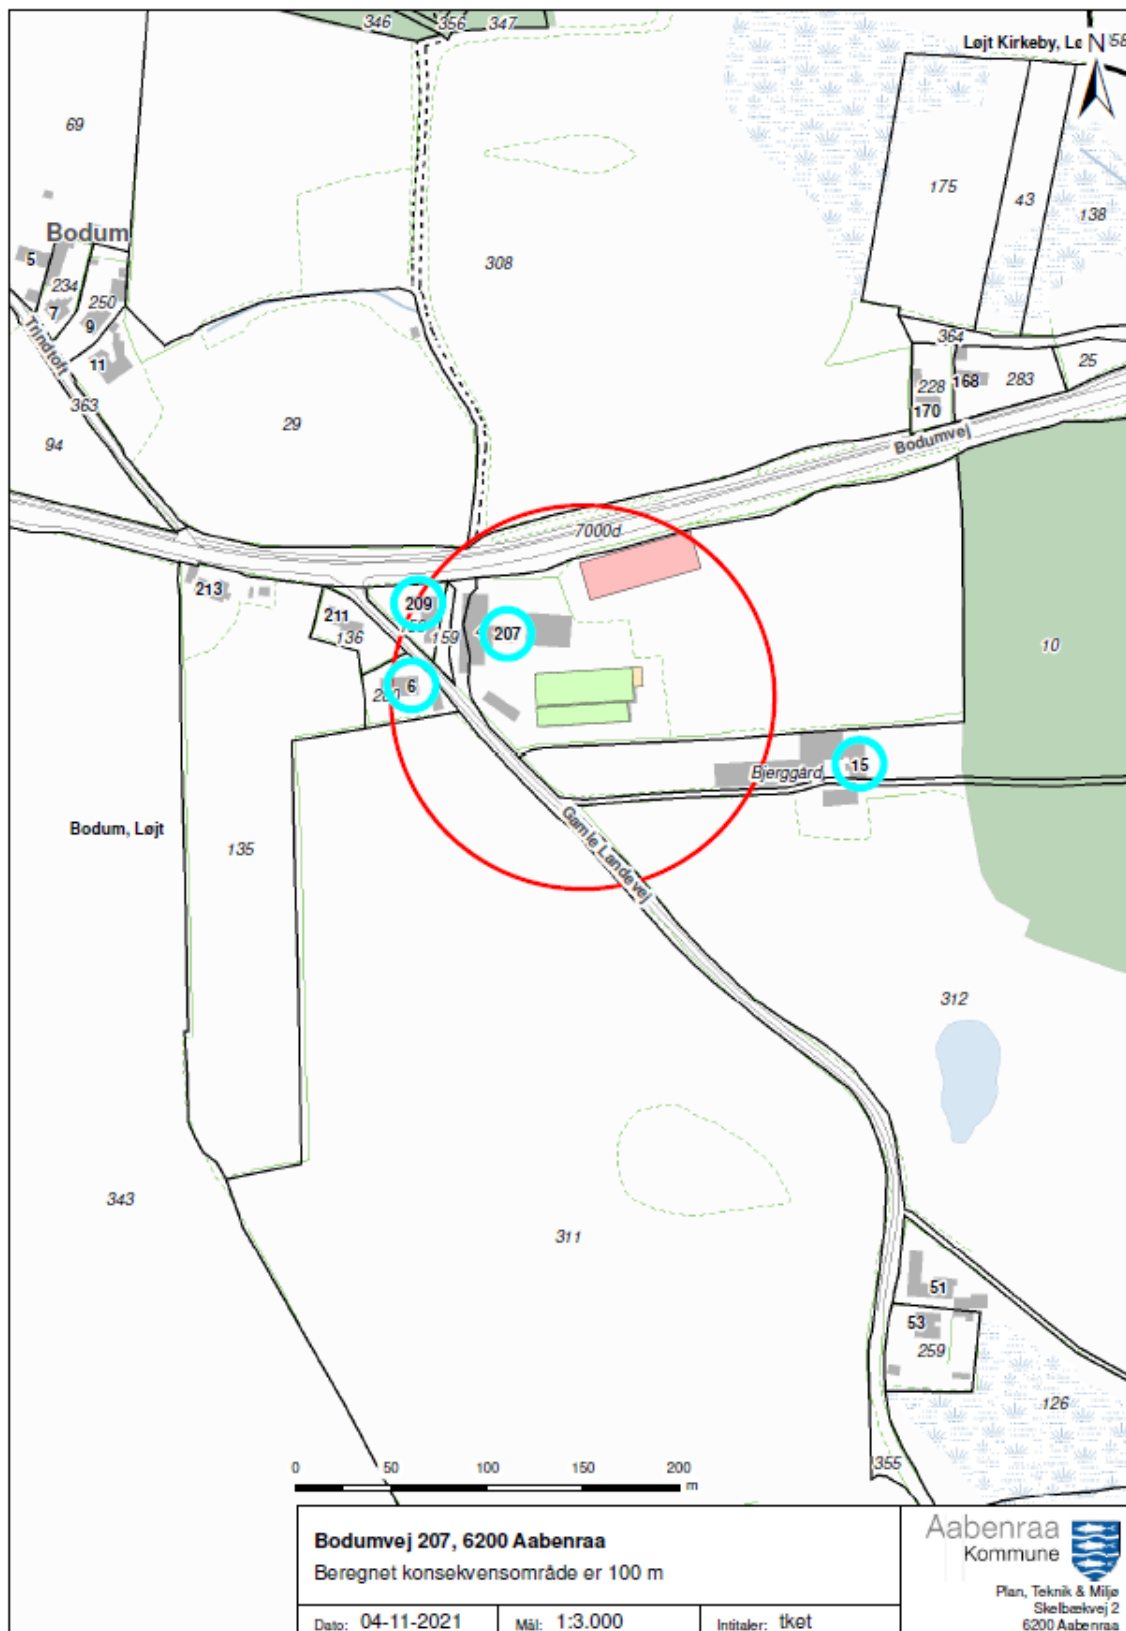 346
356
347
Løjt Kirkeby, Lø
N
58
69
175
43
138
Bodum
308
5
234
7
250
9
Trindtoft
11
363
364
25
228
168
283
170
29
94
Bodumvej
7000d
213
209
211
136
159
207
10
6
Bjerggård
15
Gamle Landevej
Bodum, Løjt
135
312
343
311
51
53
259
126
355
0 50 100 150 200
m
Bodumvej 207, 6200 Aabenraa
Beregnet konsekvensområde er 100 m
Dato: 04-11-2021 Mål: 1:3.000 Intitaler: tket
Aabenraa
Kommune
Plan, Teknik & Miljø
Skelbækvej 2
6200 Aabenraa